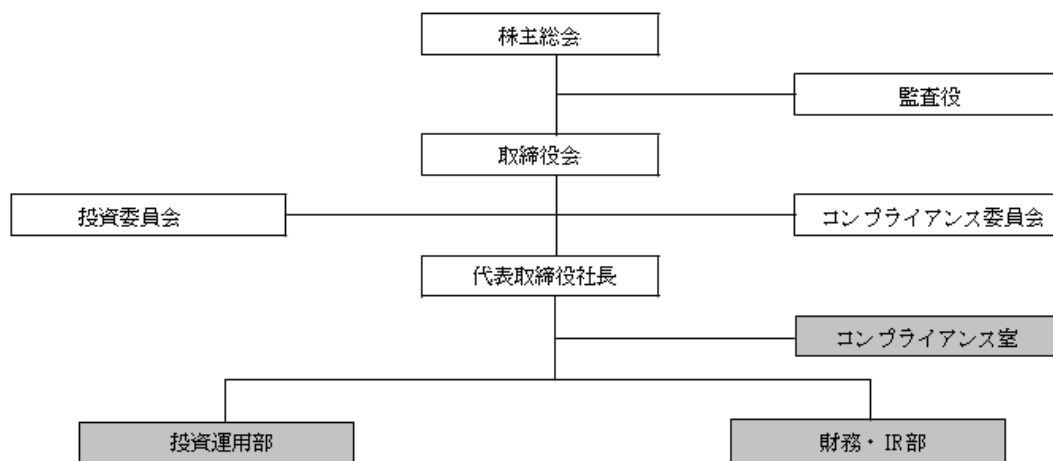 株主総会
監査役
取締役会
投資委員会
コンプライアンス委員会
代表取締役社長
コンプライアンス室
投資運用部
財務・IR部